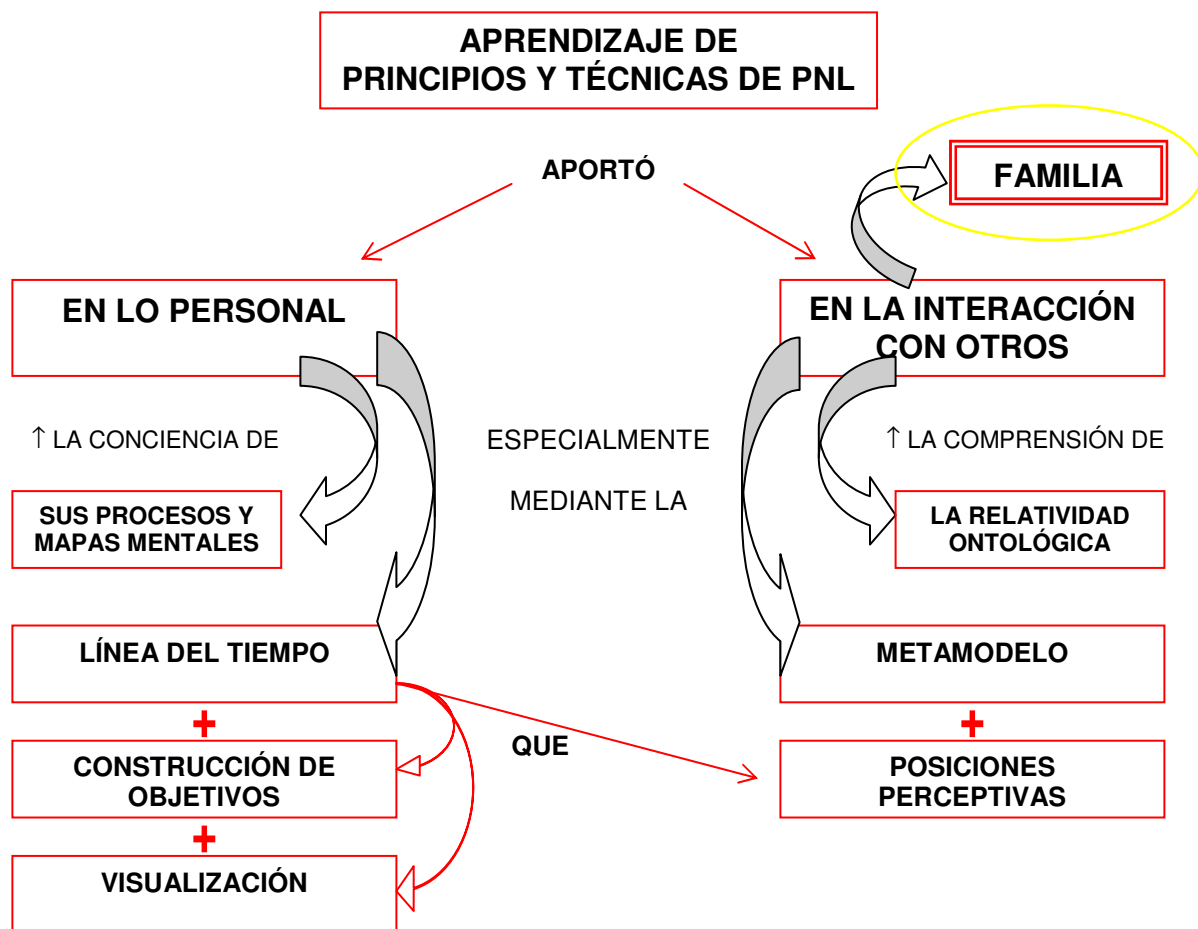 APRENDIZAJE DE
PRINCIPIOS Y TÉCNICAS DE PNL
APORTÓ
FAMILIA
EN LO PERSONAL
EN LA INTERACCIÓN
CON OTROS
↑ LA CONCIENCIA DE
ESPECIALMENTE
MEDIANTE LA
↑ LA COMPRENSIÓN DE
SUS PROCESOS Y
MAPAS MENTALES
LA RELATIVIDAD
ONTOLÓGICA
LÍNEA DEL TIEMPO
METAMODELO
+
+
QUE
CONSTRUCCIÓN DE
OBJETIVOS
POSICIONES
PERCEPTIVAS
+
VISUALIZACIÓN